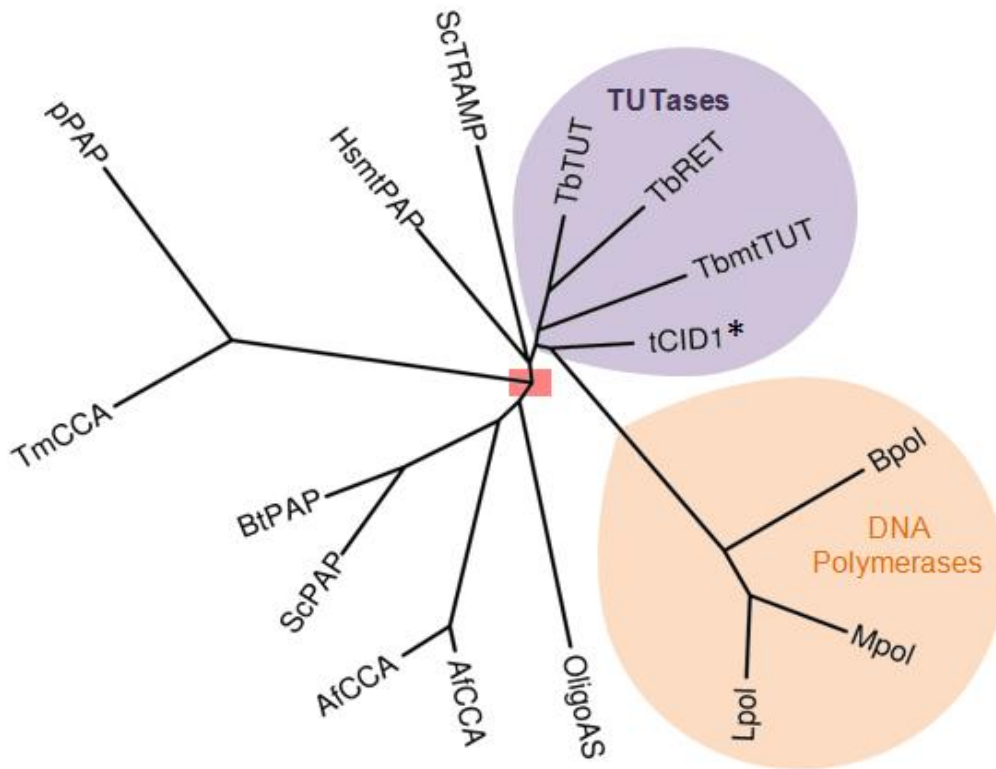 ScTRAMP
TUTases
pPAP
HsmtPAP
TbTUT
TbRET
TbmtTUT
tCID1*
TmCCA
BtPAP
ScPAP
AfCCA
AfCCA
OligoAS
Bpol
DNA
Polymerases
Mpol
Lpol